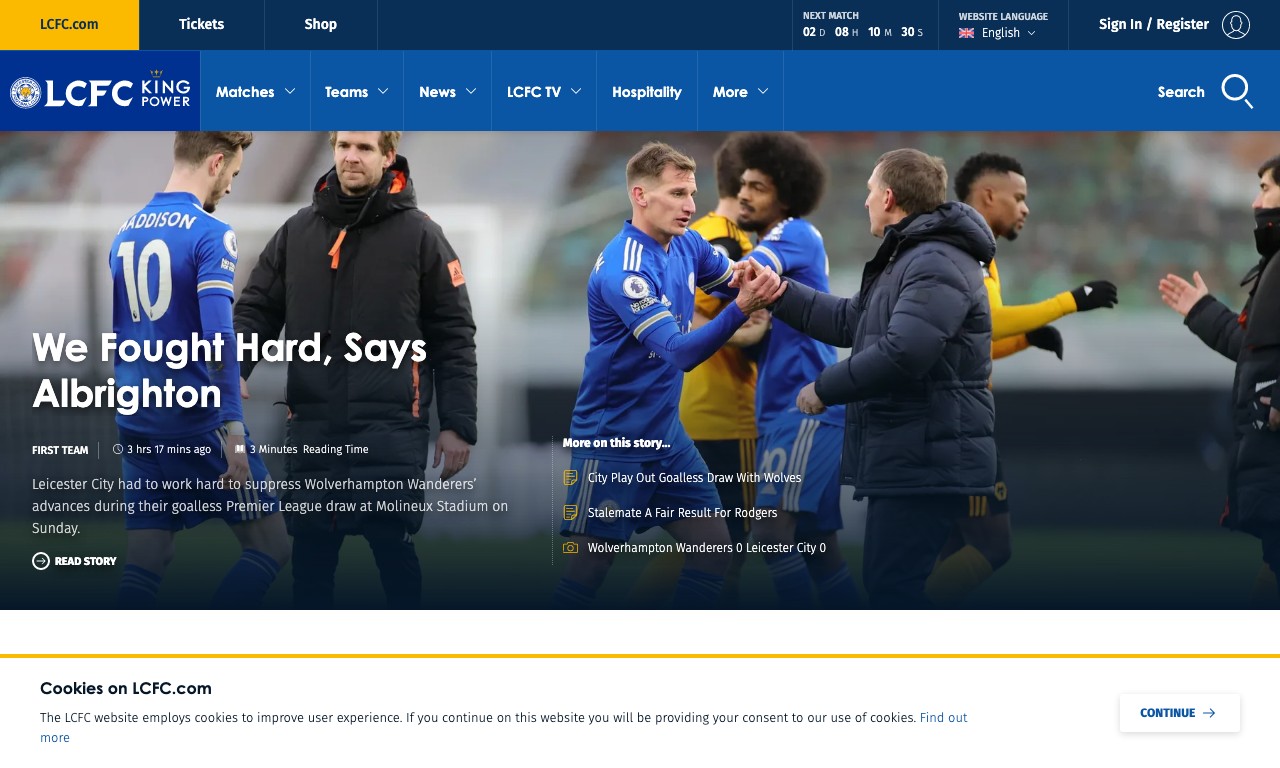 LCFC.com
Tickets
Shop
NEXT MATCH
02 D 08 H 10 M 30 S
WEBSITE LANGUAGE
English
Sign In / Register
LCFC
KING
POWER
Matches
Teams
News
LCFC TV
Hospitality
More
Search
MADDISON
10
We Fought Hard, Says
Albrighton
FIRST TEAM
3 hrs 17 mins ago
3 Minutes Reading Time
Leicester City had to work hard to suppress Wolverhampton Wanderers’
advances during their goalless Premier League draw at Molineux Stadium on
Sunday.
READ STORY
More on this story...
City Play Out Goalless Draw With Wolves
Stalemate A Fair Result For Rodgers
Wolverhampton Wanderers 0 Leicester City 0
Cookies on LCFC.com
The LCFC website employs cookies to improve user experience. If you continue on this website you will be providing your consent to our use of cookies. Find out
more
CONTINUE